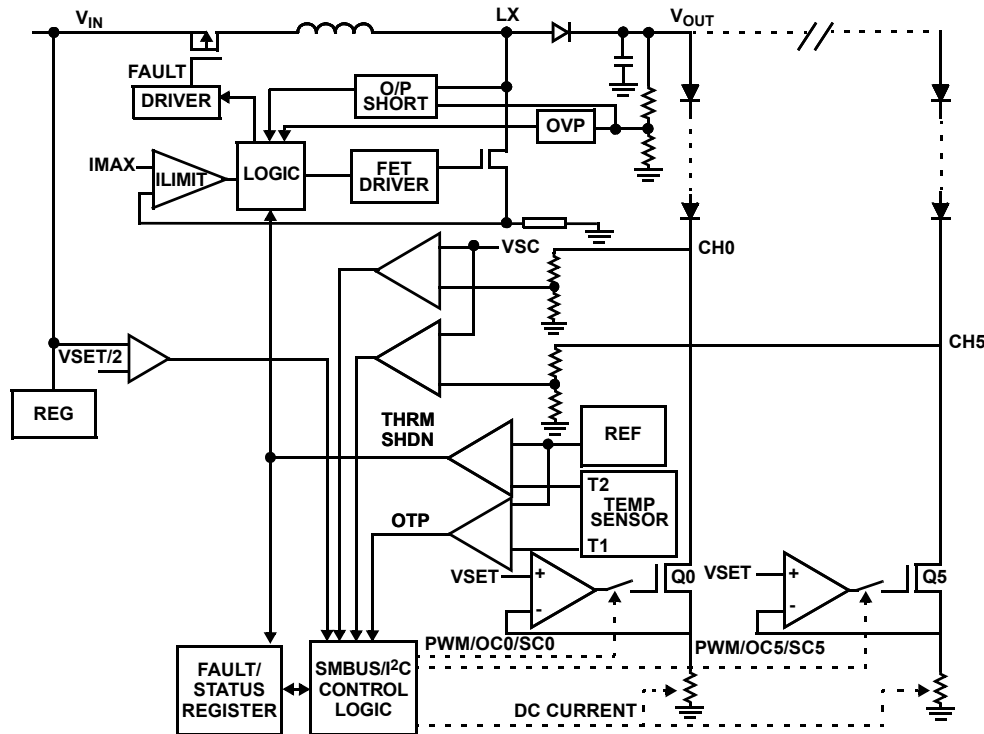 VIN
LX
VOUT
FAULT
DRIVER
O/P
SHORT
OVP
IMAX
ILIMIT
LOGIC
FET
DRIVER
VSC
CH0
VSET/2
CH5
REG
THRM
SHDN
REF
T2
TEMP
SENSOR
T1
OTP
VSET
+
-
Q0
VSET
+
-
Q5
PWM/OC0/SC0
PWM/OC5/SC5
FAULT/
STATUS
REGISTER
SMBUS/I²C
CONTROL
LOGIC
DC CURRENT